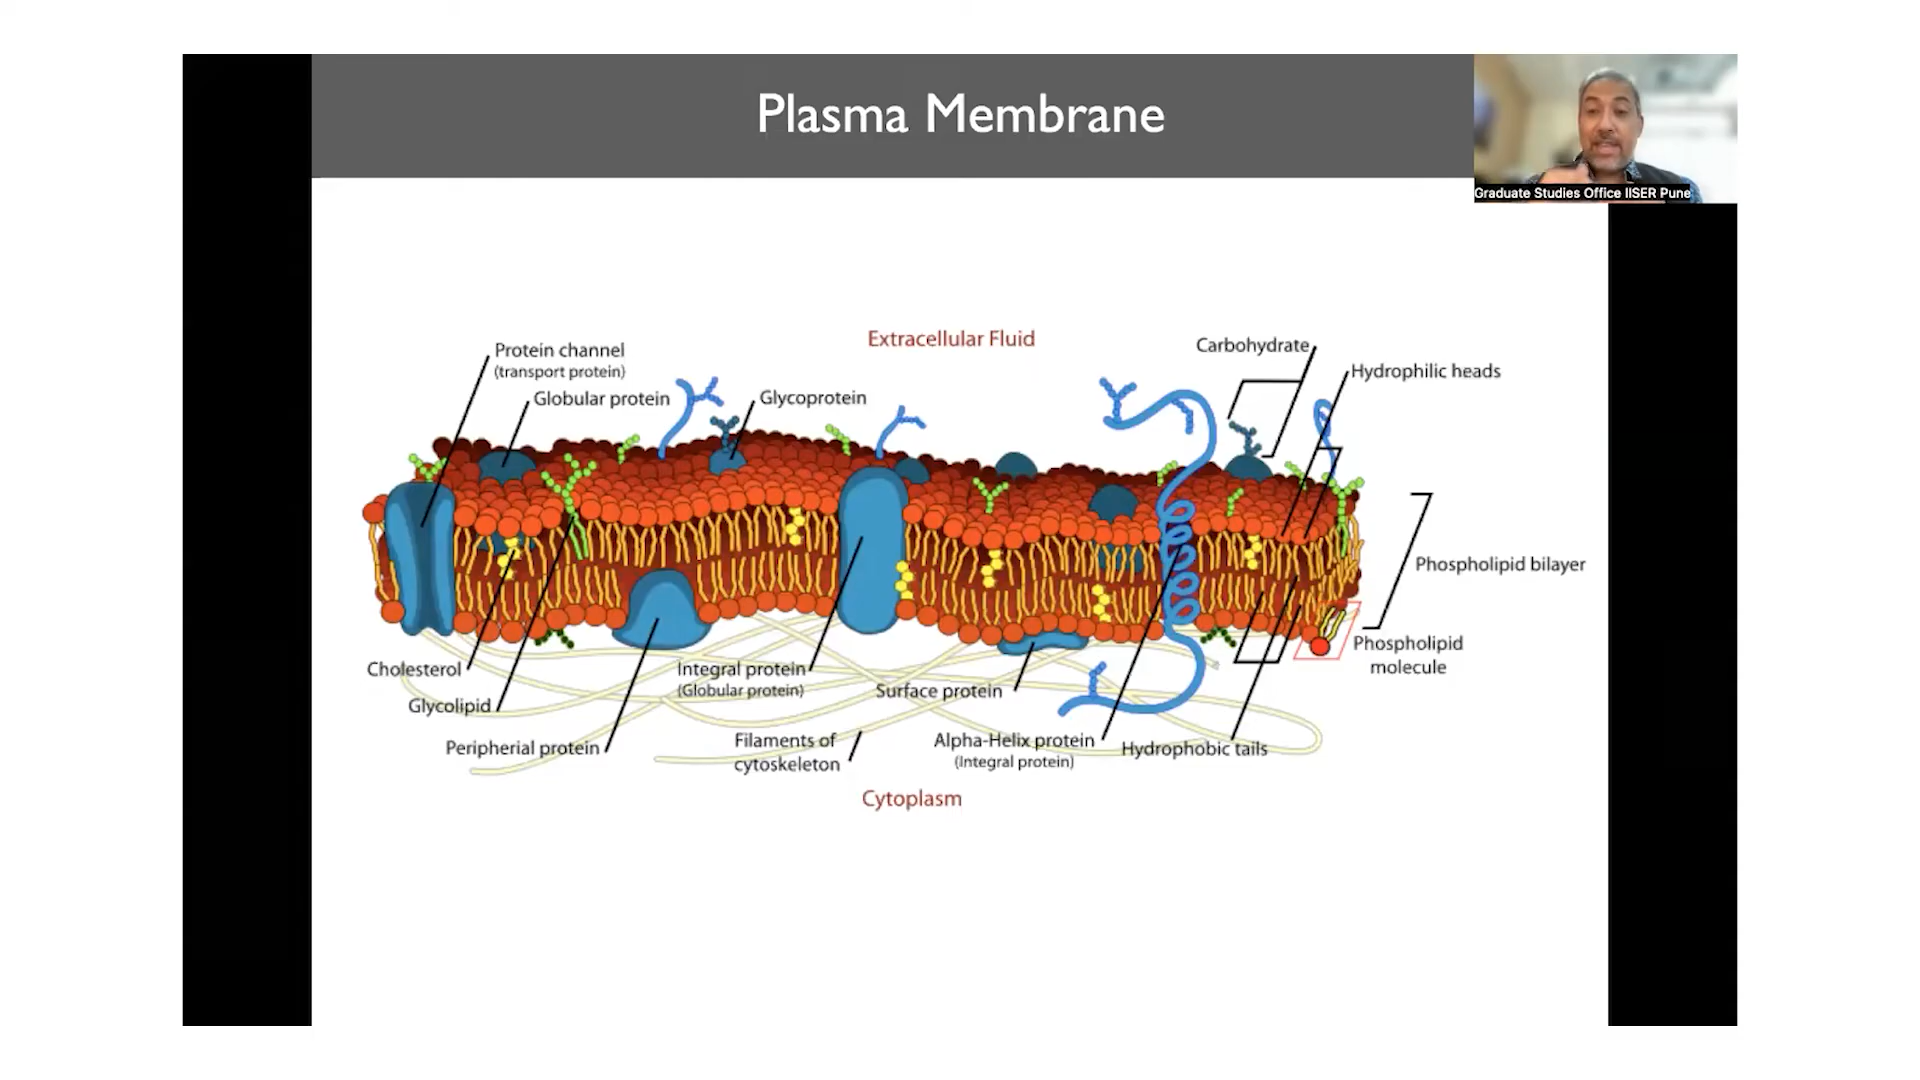 Plasma Membrane
Graduate Studies Office IISER Pune
Extracellular Fluid
Carbohydrate
Protein channel
(transport protein)
Hydrophilic heads
Globular protein
Glycoprotein
Phospholipid bilayer
Phospholipid
molecule
Cholesterol
Integral protein
(Globular protein)
Surface protein
Glycolipid
Peripherial protein
Filaments of
cytoskeleton
Alpha-Helix protein
(Integral protein)
Hydrophobic tails
Cytoplasm